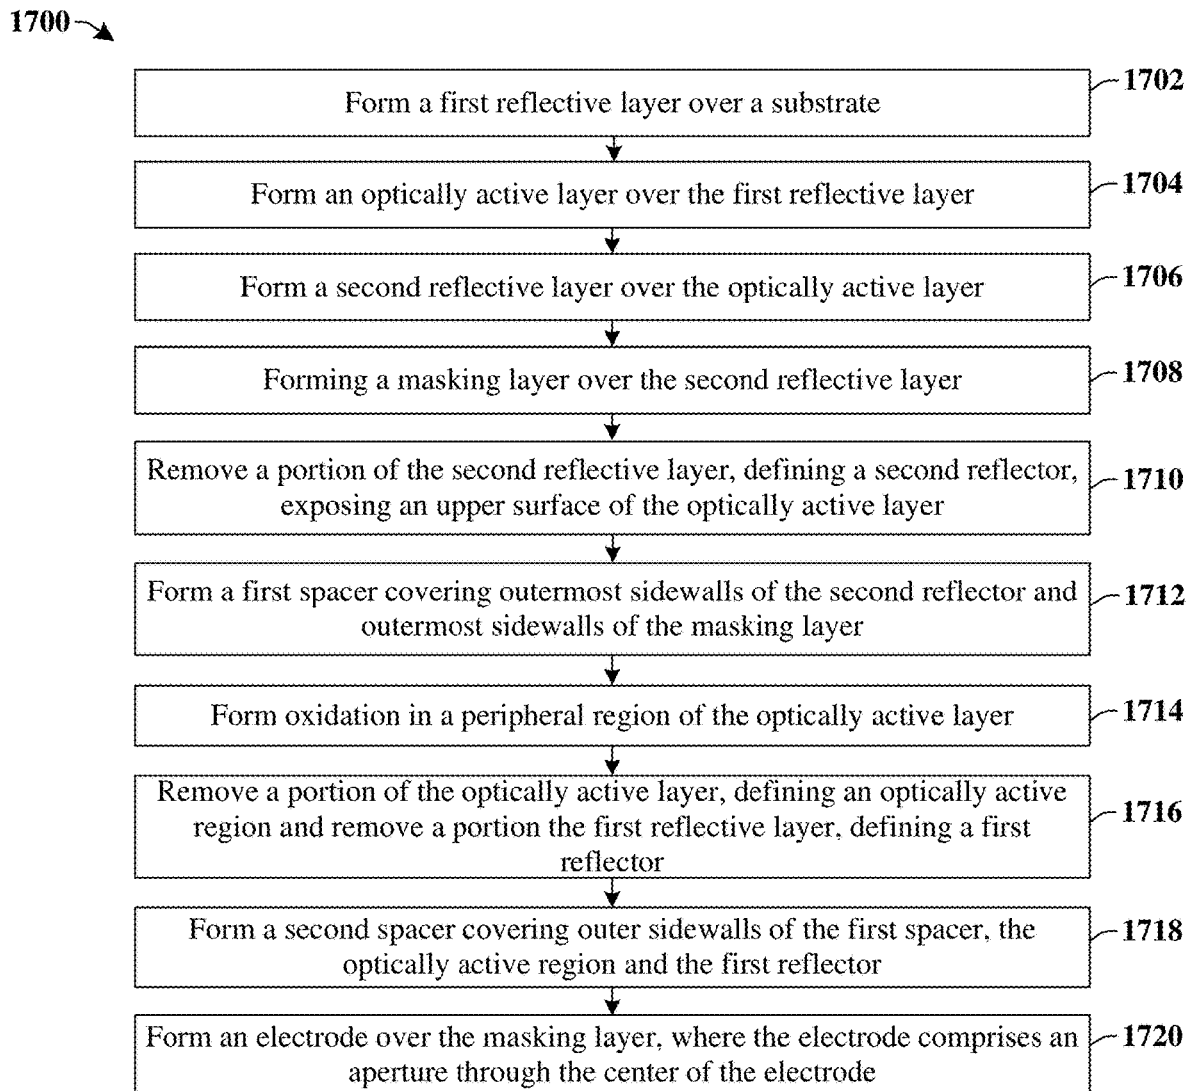 1700
Form a first reflective layer over a substrate
1702
Form an optically active layer over the first reflective layer
1704
Form a second reflective layer over the optically active layer
1706
Forming a masking layer over the second reflective layer
1708
Remove a portion of the second reflective layer, defining a second reflector,
exposing an upper surface of the optically active layer
1710
Form a first spacer covering outermost sidewalls of the second reflector and
outermost sidewalls of the masking layer
1712
Form oxidation in a peripheral region of the optically active layer
1714
Remove a portion of the optically active layer, defining an optically active
region and remove a portion the first reflective layer, defining a first
reflector
1716
Form a second spacer covering outer sidewalls of the first spacer, the
optically active region and the first reflector
1718
Form an electrode over the masking layer, where the electrode comprises an
aperture through the center of the electrode
1720